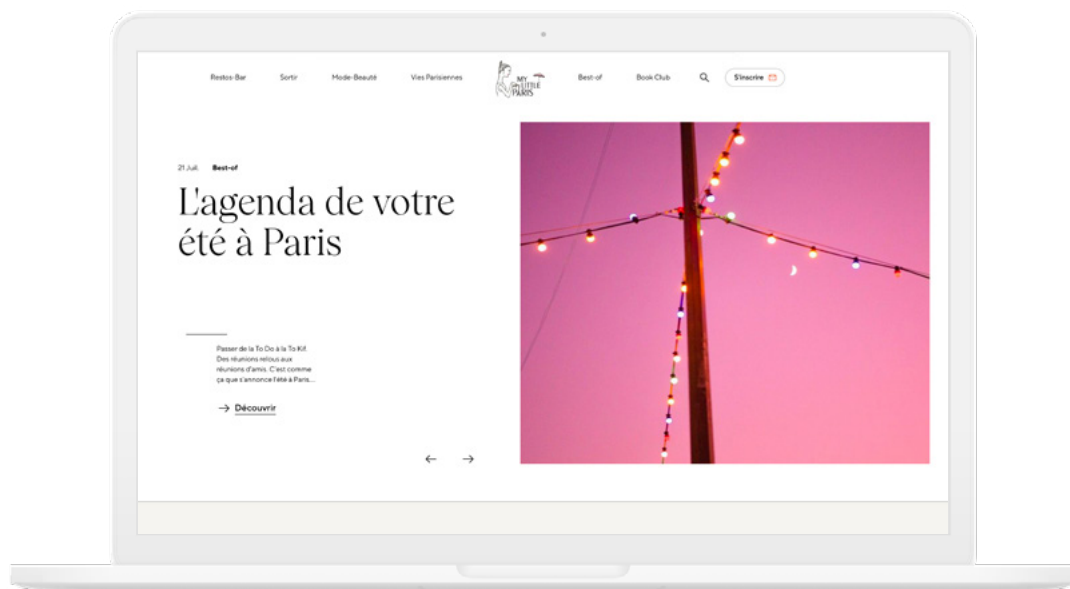 Restos-Bar
Sortir
Mode-Beauté
Vies Parisiennes
MY
LITTLE
PARIS
Best-of
Book Club
S'inscrire
21 Juil. Best-of
L'agenda de votre
été à Paris
Passer de la To Do à la To Kif.
Des réunions relous aux
réunions d'amis. C'est comme
ça que s'annonce l'été à Paris...
Découvrir